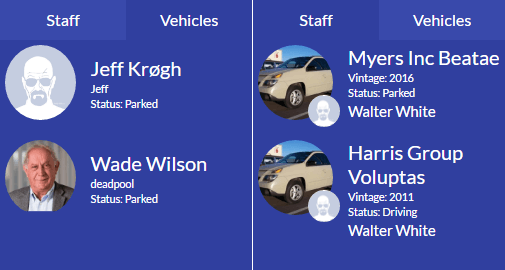 Staff Vehicles
Jeff Krøgh
Jeff
Status: Parked
Wade Wilson
deadpool
Status: Parked
Staff Vehicles
Myers Inc Beatae
Vintage: 2016
Status: Parked
Walter White
Harris Group
Voluptas
Vintage: 2011
Status: Driving
Walter White